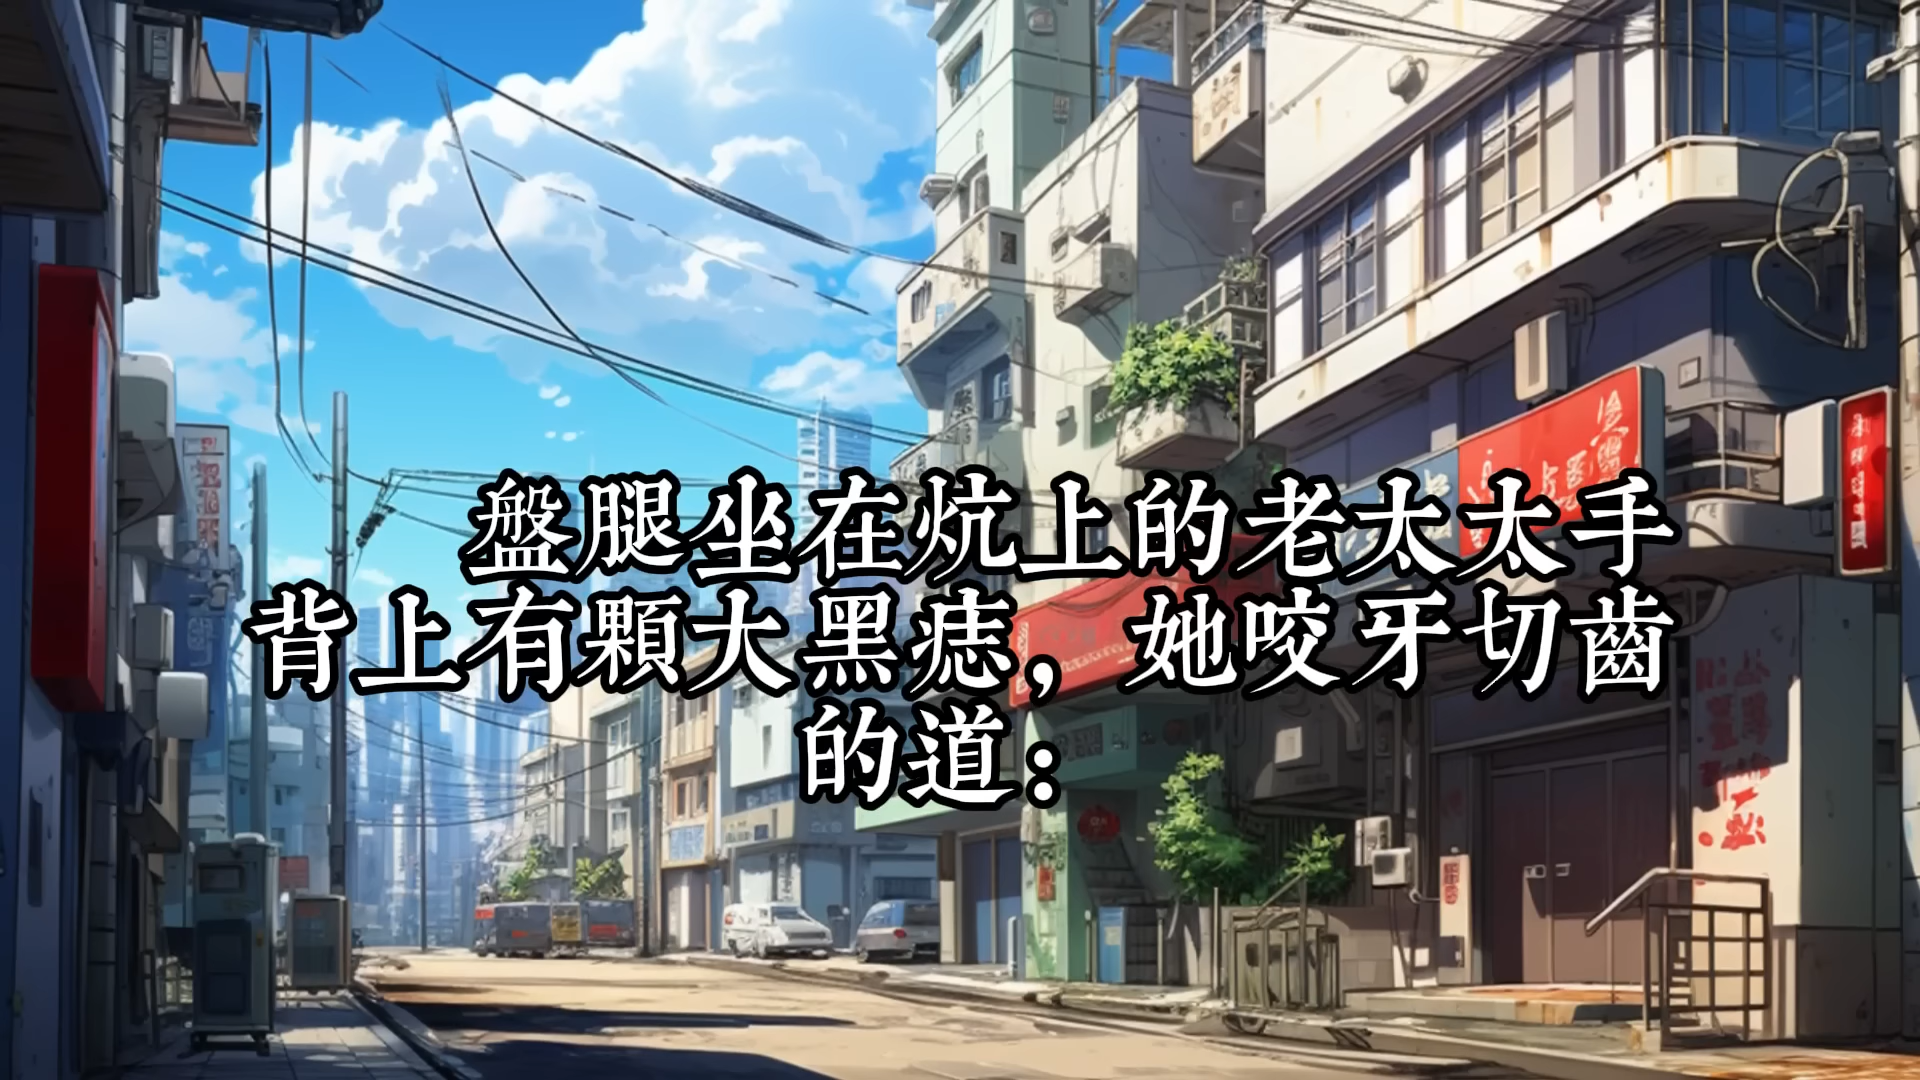 盤腿坐在炕上的老太太手
背上有顆大黑痣，她咬牙切齒
的道：